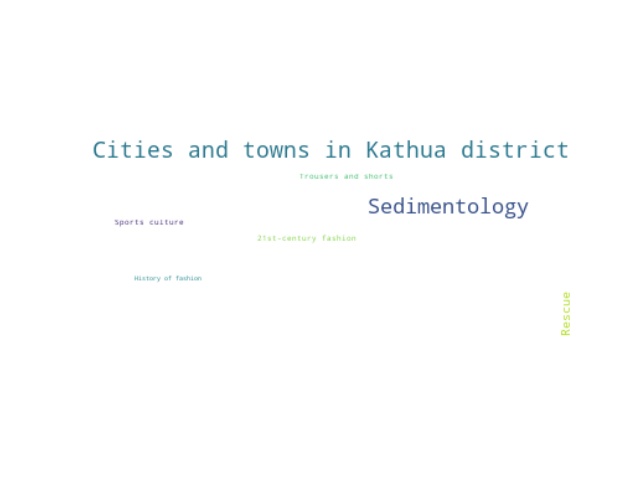 Cities and towns in Kathua district
Trousers and shorts
Sedimentology
Sports culture
21st-century fashion
History of fashion
Rescue